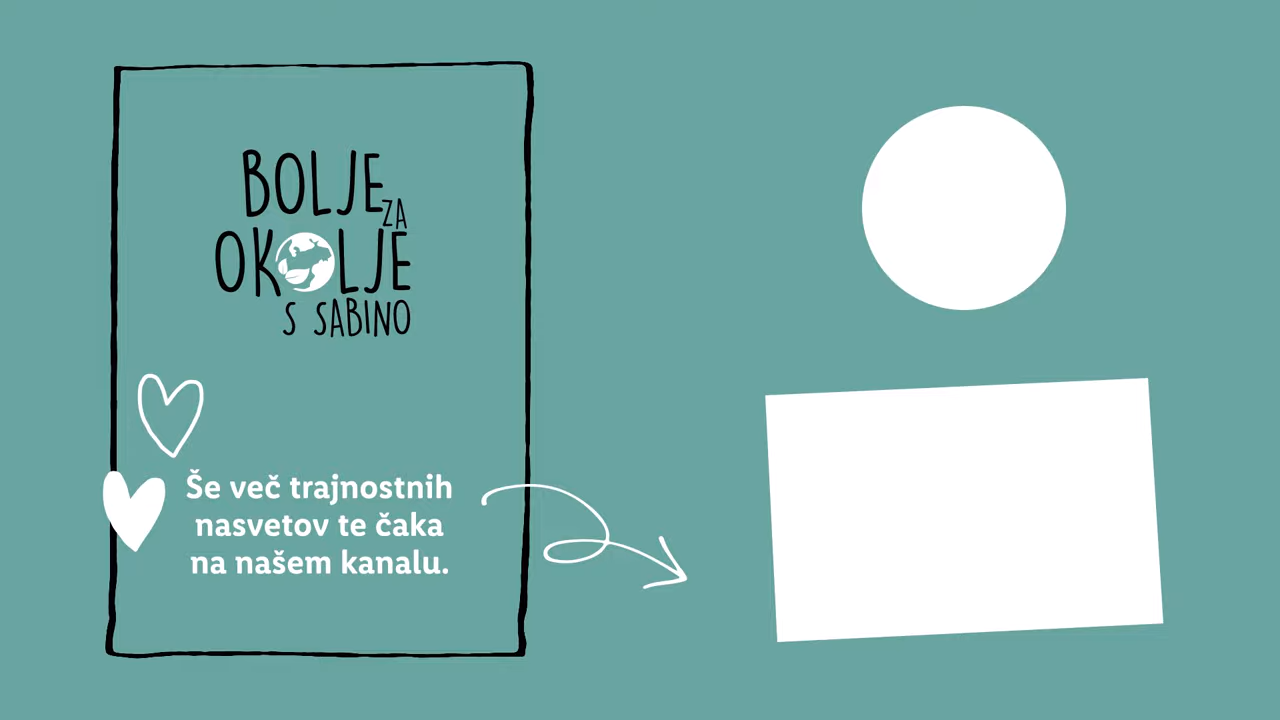 BOLJE
ZA
OKOLJE
S SABINO
Še več trajnostnih
nasvetov te čaka
na našem kanalu.